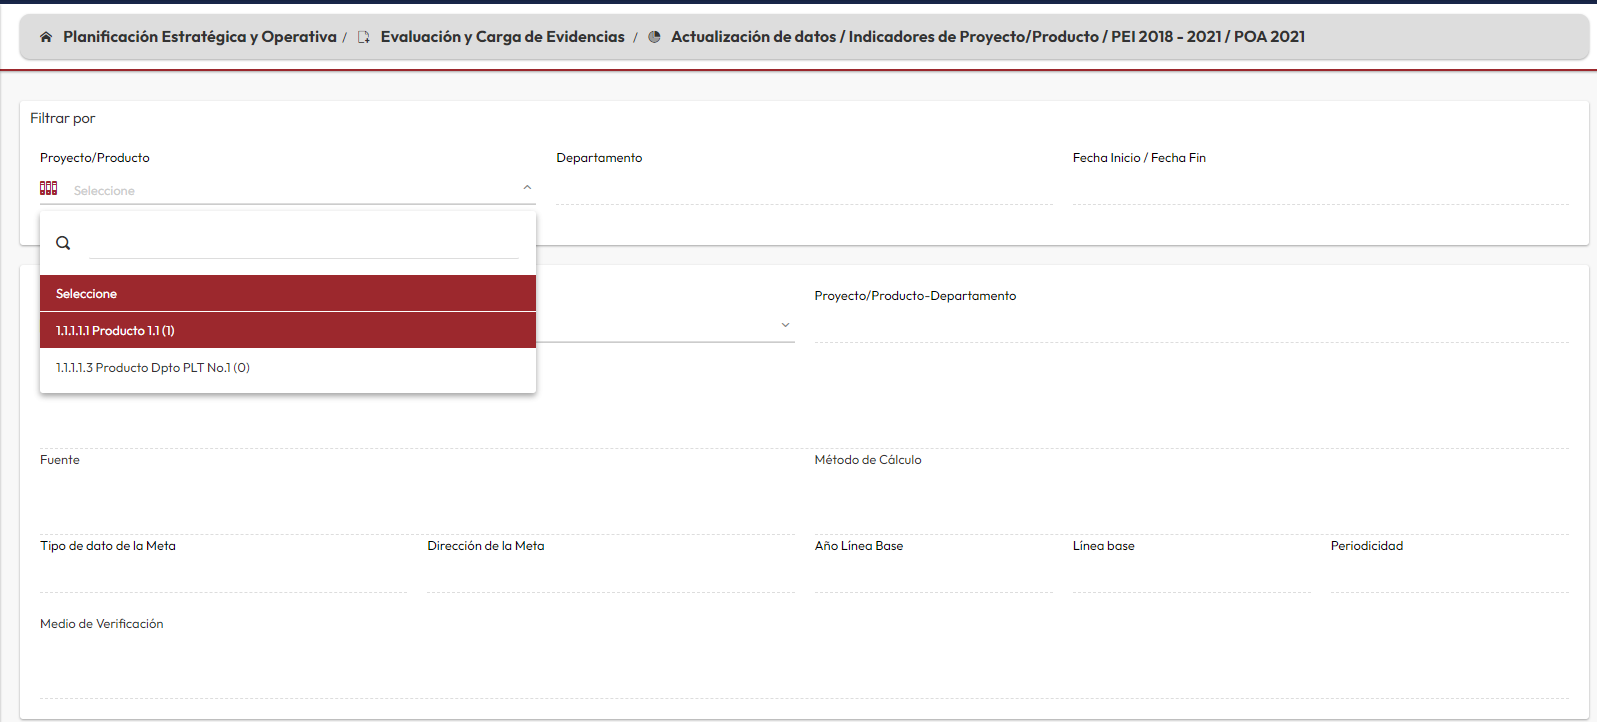 Planificación Estratégica y Operativa / Evaluación y Carga de Evidencias / Actualización de datos / Indicadores de Proyecto/Producto / PEI 2018 - 2021 / POA 2021
Filtrar por
Proyecto/Producto Departamento Fecha Inicio / Fecha Fin
Seleccione
Seleccione
1.1.1.1.1 Producto 1.1 (1)
1.1.1.1.3 Producto Dpto PLT No.1 (0)
Proyecto/Producto-Departamento
Fuente Método de Cálculo
Tipo de dato de la Meta Dirección de la Meta Año Línea Base Línea base Periodicidad
Medio de Verificación